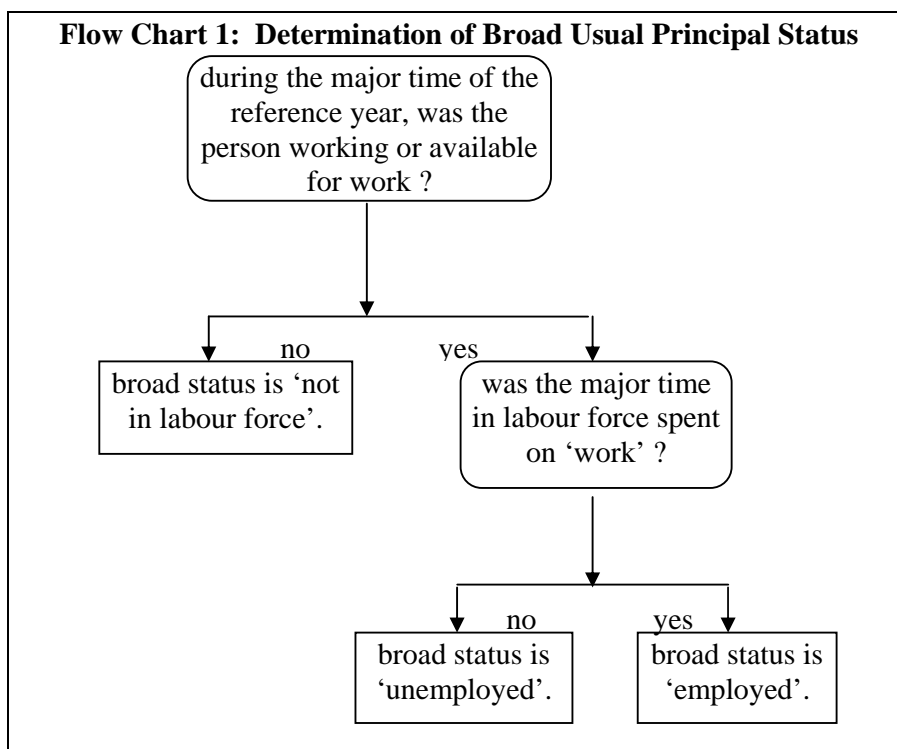 Flow Chart 1:  Determination of Broad Usual Principal Status
during the major time of the
reference year, was the
person working or available
for work ?
no
yes
broad status is ‘not
in labour force’.
was the major time
in labour force spent
on ‘work’ ?
no
yes
broad status is
‘unemployed’.
broad status is
‘employed’.